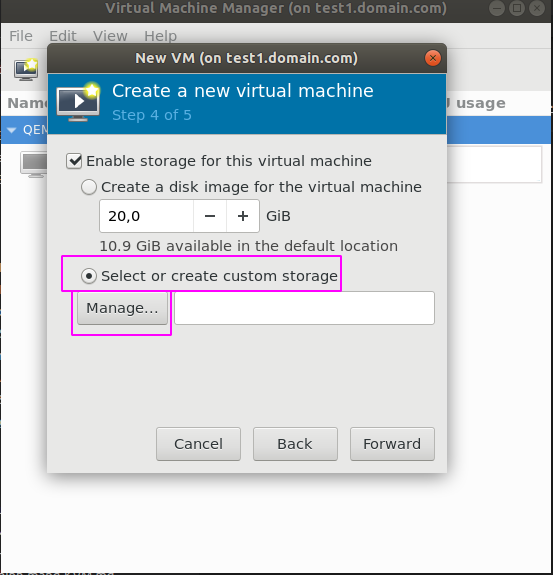 Virtual Machine Manager (on test1.domain.com)
File Edit View Help
New VM (on test1.domain.com)
Create a new virtual machine
Step 4 of 5
Name
usage
QEM
Enable storage for this virtual machine
Create a disk image for the virtual machine
20,0 − + GiB
10.9 GiB available in the default location
Select or create custom storage
Manage...
Cancel Back Forward